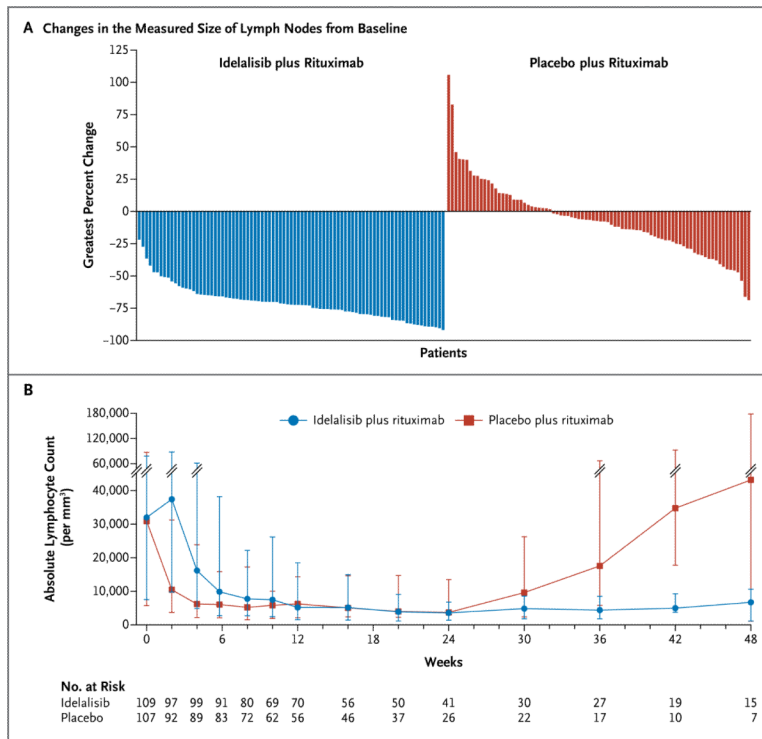 A Changes in the Measured Size of Lymph Nodes from Baseline
Idelalisib plus Rituximab
Placebo plus Rituximab
Greatest Percent Change
125
100
75
50
25
0
−25
−50
−75
−100
Patients
B
Idelalisib plus rituximab
Placebo plus rituximab
Absolute Lymphocyte Count
(per mm³)
180,000
120,000
60,000
40,000
30,000
20,000
10,000
0
0 6 12 18 24 30 36 42 48
Weeks
No. at Risk
Idelalisib 109 97 99 91 80 69 70 56 50 41 30 27 19 15
Placebo 107 92 89 83 72 62 56 46 37 26 22 17 10 7